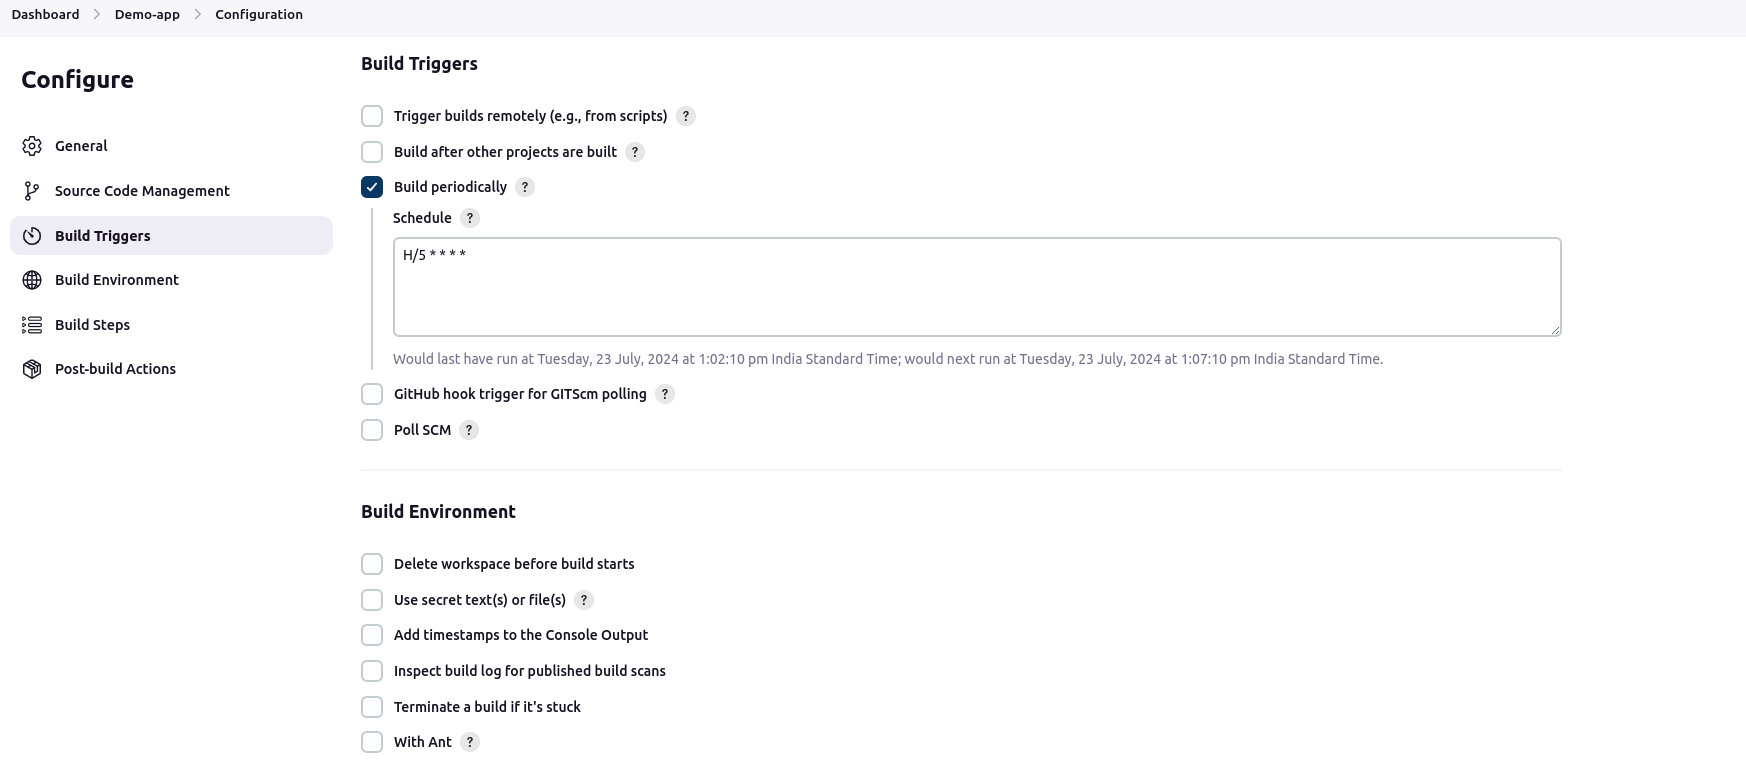 Dashboard > Demo-app > Configuration
Configure
General
Source Code Management
Build Triggers
Build Environment
Build Steps
Post-build Actions
Build Triggers
Trigger builds remotely (e.g., from scripts) ?
Build after other projects are built ?
Build periodically ?
Schedule ?
H/5 * * * *
Would last have run at Tuesday, 23 July, 2024 at 1:02:10 pm India Standard Time; would next run at Tuesday, 23 July, 2024 at 1:07:10 pm India Standard Time.
GitHub hook trigger for GITScm polling ?
Poll SCM ?
Build Environment
Delete workspace before build starts
Use secret text(s) or file(s) ?
Add timestamps to the Console Output
Inspect build log for published build scans
Terminate a build if it's stuck
With Ant ?